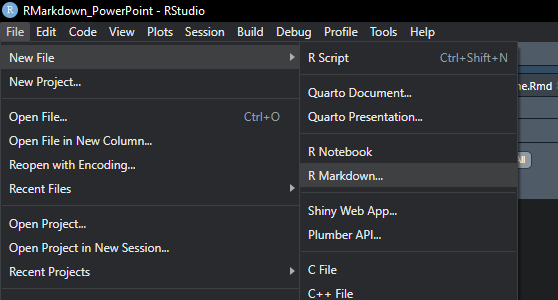 RMarkdown_PowerPoint - RStudio
File Edit Code View Plots Session Build Debug Profile Tools Help
New File
New Project...
Open File... Ctrl+O
Open File in New Column...
Reopen with Encoding...
Recent Files
Open Project...
Open Project in New Session...
Recent Projects
R Script Ctrl+Shift+N
Quarto Document...
Quarto Presentation...
R Notebook
R Markdown...
Shiny Web App...
Plumber API...
C File
C++ File
ne.Rmd
All